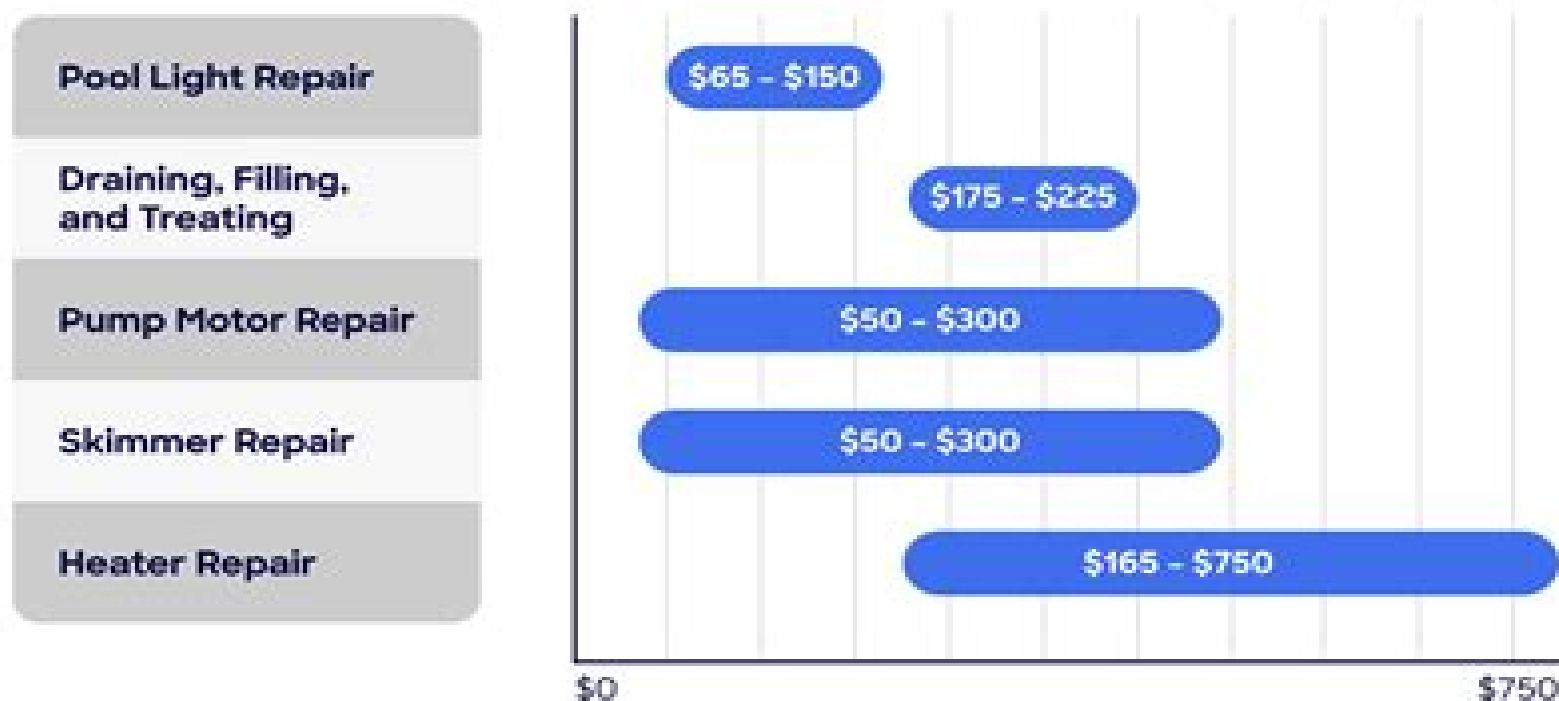 Pool Light Repair
$65 – $150
Draining, Filling,
and Treating
$175 – $225
Pump Motor Repair
$50 – $300
Skimmer Repair
$50 – $300
Heater Repair
$165 – $750
$0
$750